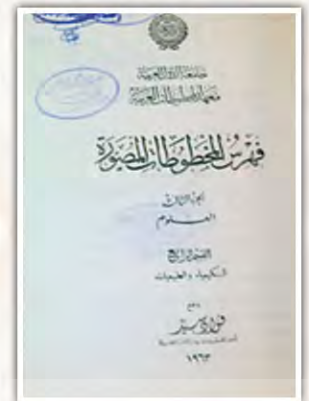 جامعة الدول العربية
معهد المخطوطات العربية
فهرس المخطوطات المصورة
الجزء الثالث
العلوم
القسم الرابع
الكيمياء والطبيعيات
وضع
فؤاد سيد
١٩٦٣